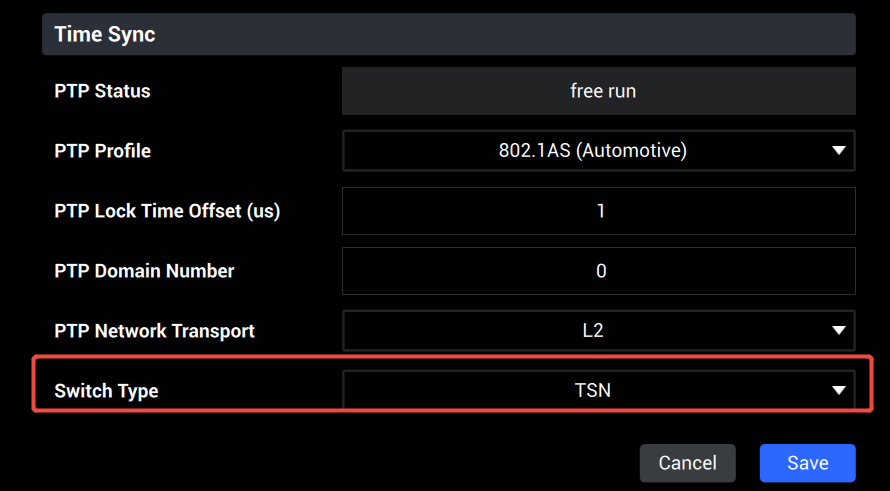 Time Sync
PTP Status free run
PTP Profile 802.1AS (Automotive)
PTP Lock Time Offset (us) 1
PTP Domain Number 0
PTP Network Transport L2
Switch Type TSN
Cancel Save